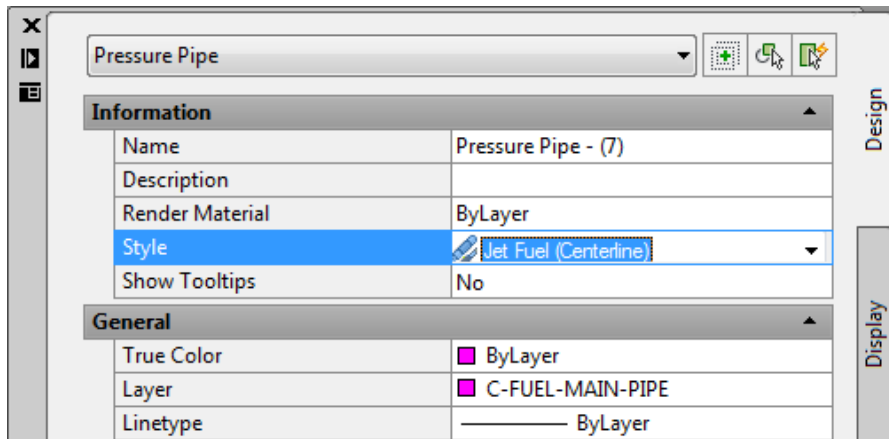 Pressure Pipe
Information
Name Pressure Pipe - (7)
Description
Render Material ByLayer
Style Jet Fuel (Centerline)
Show Tooltips No
General
True Color ByLayer
Layer C-FUEL-MAIN-PIPE
Linetype ByLayer
Design
Display